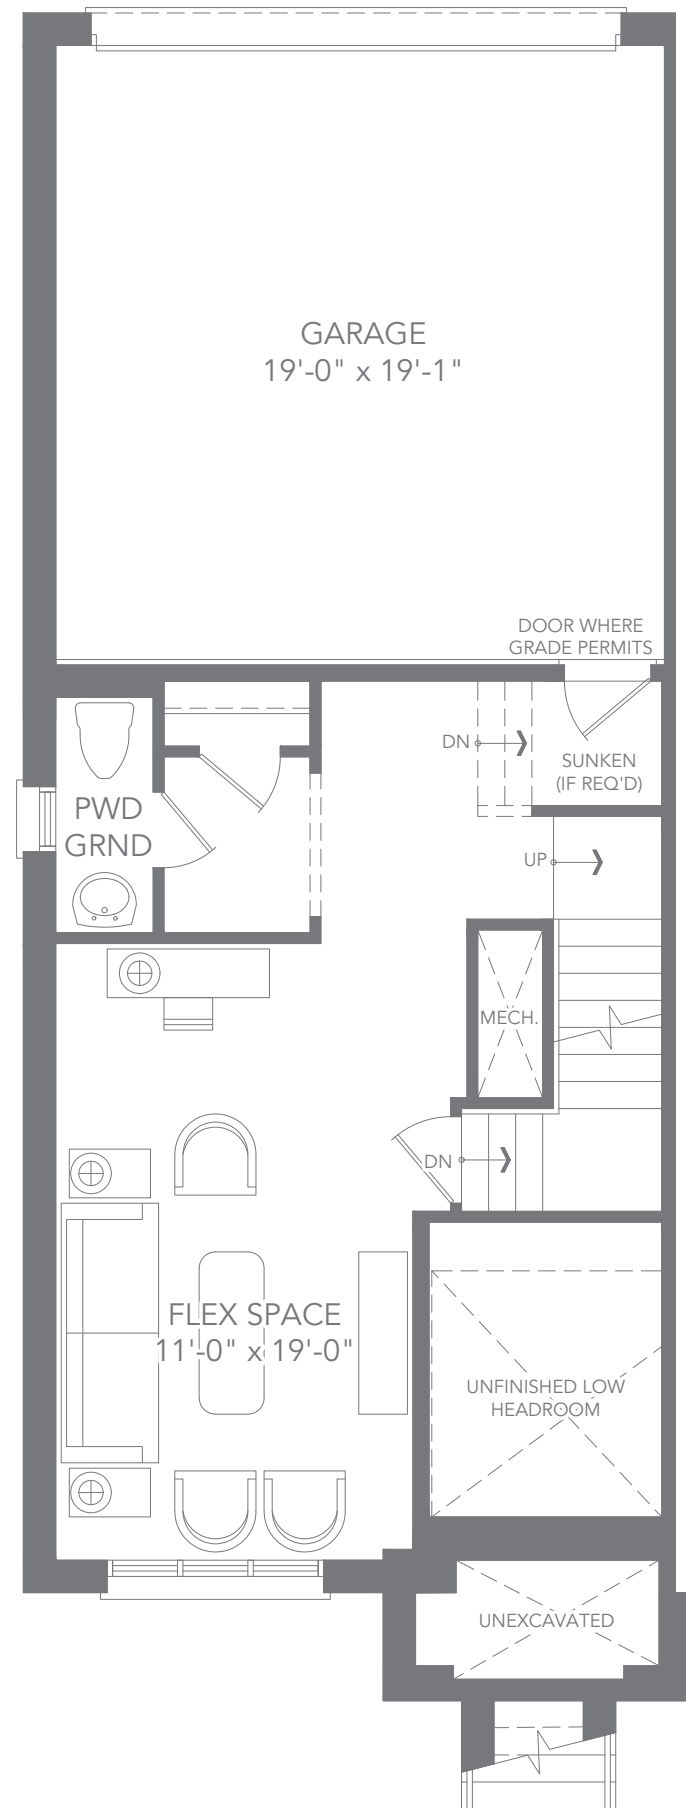 GARAGE
19'-0" x 19'-1"
DOOR WHERE
GRADE PERMITS
DN
SUNKEN
(IF REQ'D)
PWD
GRND
UP
MECH.
DN
FLEX SPACE
11'-0" x 19'-0"
UNFINISHED LOW
HEADROOM
UNEXCAVATED